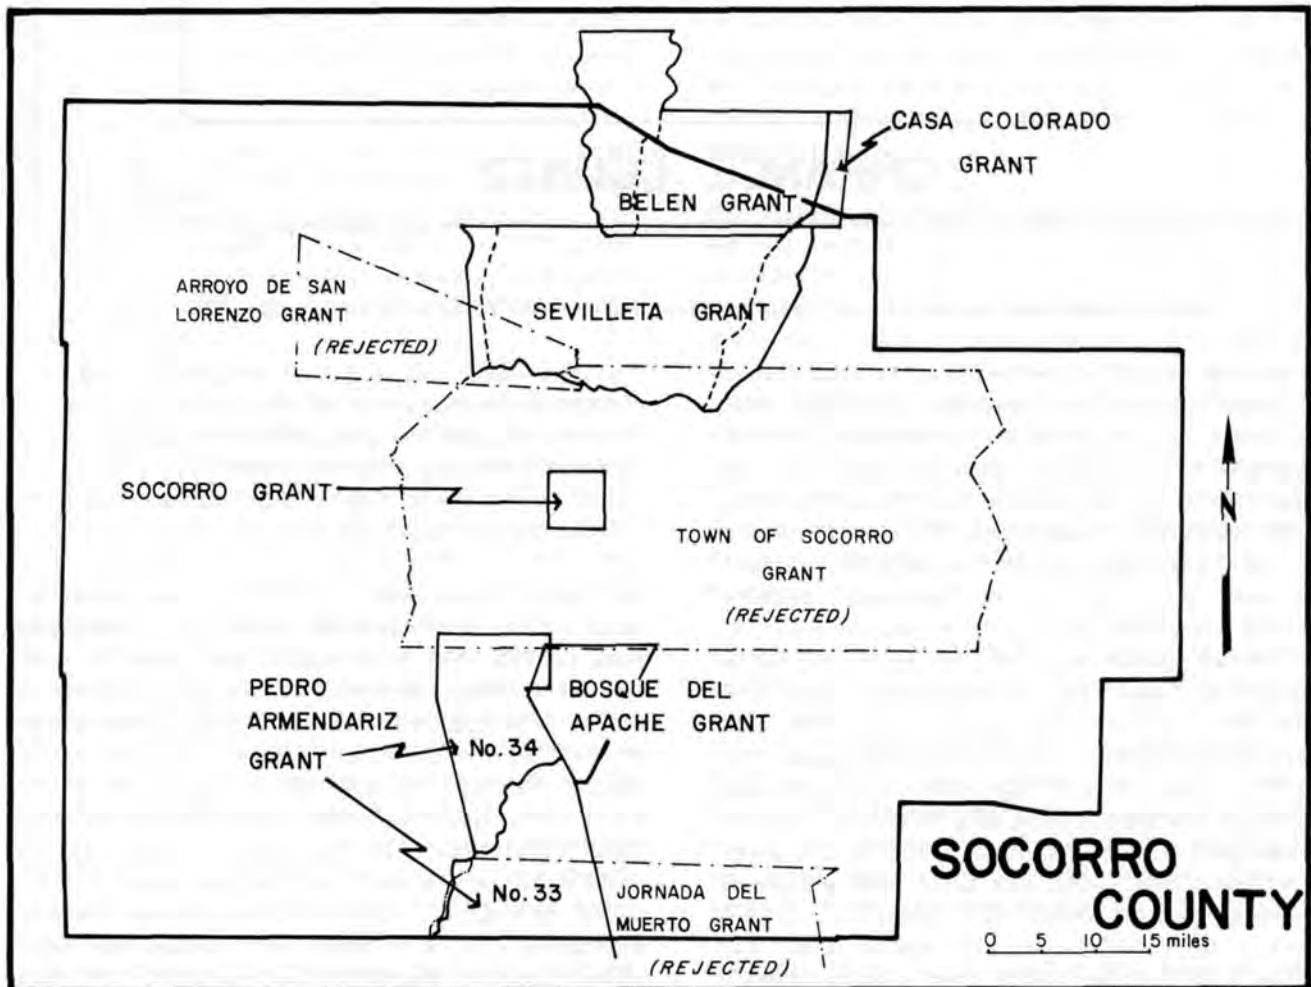 CASA COLORADO
GRANT
BELEN GRANT
ARROYO DE SAN
LORENZO GRANT
(REJECTED)
SEVILLETA GRANT
SOCORRO GRANT
TOWN OF SOCORRO
GRANT
(REJECTED)
N
PEDRO
ARMENDARIZ
GRANT
No. 34
BOSQUE DEL
APACHE GRANT
No. 33
JORNADA DEL
MUERTO GRANT
(REJECTED)
SOCORRO
COUNTY
0 5 10 15 miles